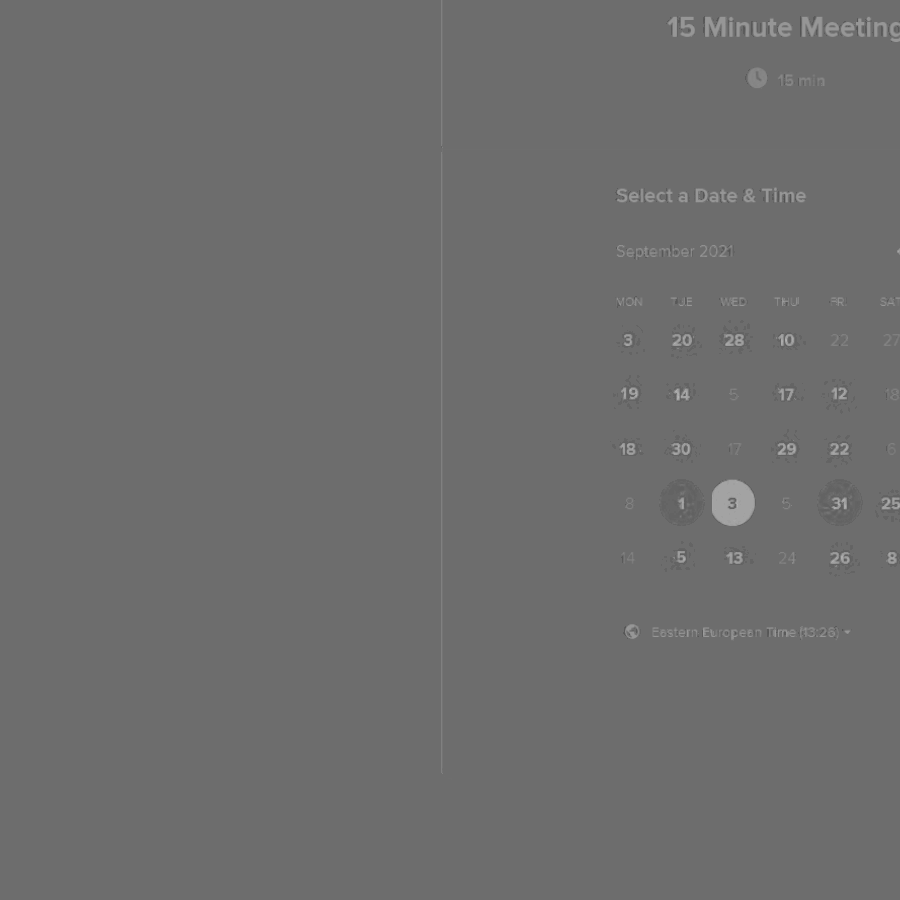 15 Minute Meeting
15 min
Select a Date & Time
September 2021
MON TUE WED THU FRI SAT
3 20 28 10 22 27
19 14 5 17 12 18
18 30 17 29 22 6
8 1 3 5 31 25
14 5 13 24 26 8
Eastern European Time (13:26)